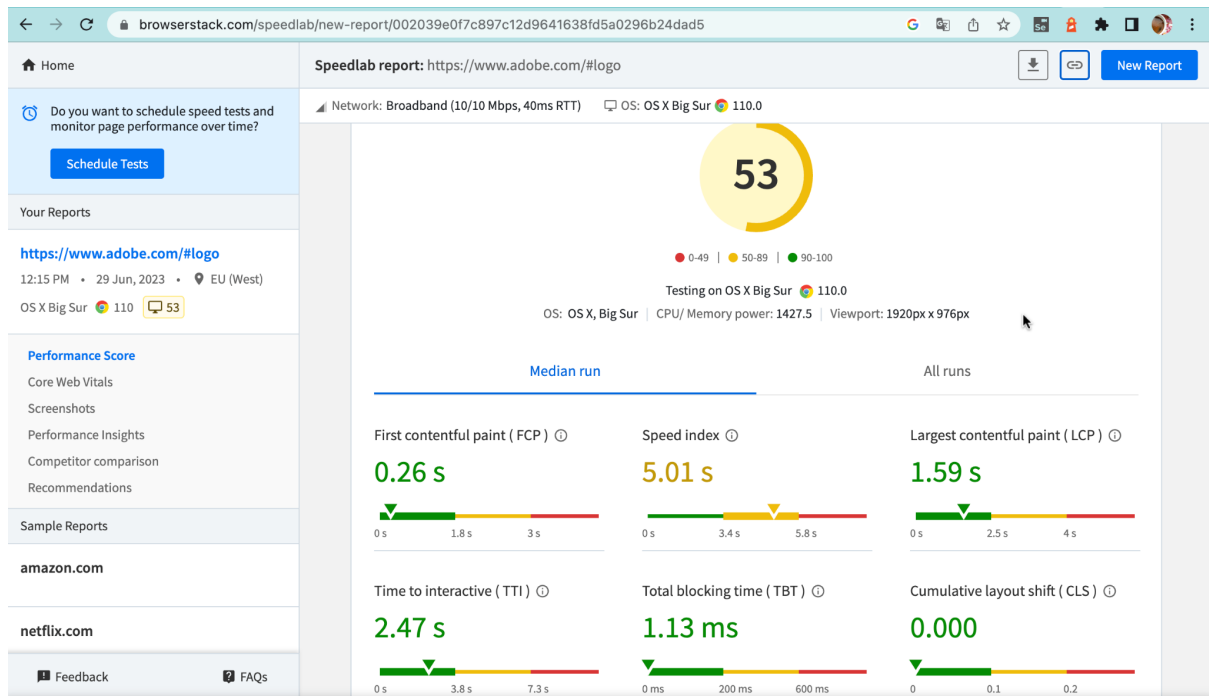 browserstack.com/speedlab/new-report/002039e0f7c897c12d9641638fd5a0296b24dad5
Home
Speedlab report: https://www.adobe.com/#logo
New Report
Do you want to schedule speed tests and
monitor page performance over time?
Schedule Tests
Network: Broadband (10/10 Mbps, 40ms RTT)
OS: OS X Big Sur 110.0
Your Reports
https://www.adobe.com/#logo
12:15 PM • 29 Jun, 2023 • EU (West)
OS X Big Sur 110 53
Performance Score
Core Web Vitals
Screenshots
Performance Insights
Competitor comparison
Recommendations
Sample Reports
amazon.com
netflix.com
Feedback
FAQs
53
0-49 | 50-89 | 90-100
Testing on OS X Big Sur 110.0
OS: OS X, Big Sur | CPU/ Memory power: 1427.5 | Viewport: 1920px x 976px
Median run
All runs
First contentful paint ( FCP )
0.26 s
0 s 1.8 s 3 s
Speed index
5.01 s
0 s 3.4 s 5.8 s
Largest contentful paint ( LCP )
1.59 s
0 s 2.5 s 4 s
Time to interactive ( TTI )
2.47 s
0 s 3.8 s 7.3 s
Total blocking time ( TBT )
1.13 ms
0 ms 200 ms 600 ms
Cumulative layout shift ( CLS )
0.000
0 0.1 0.2